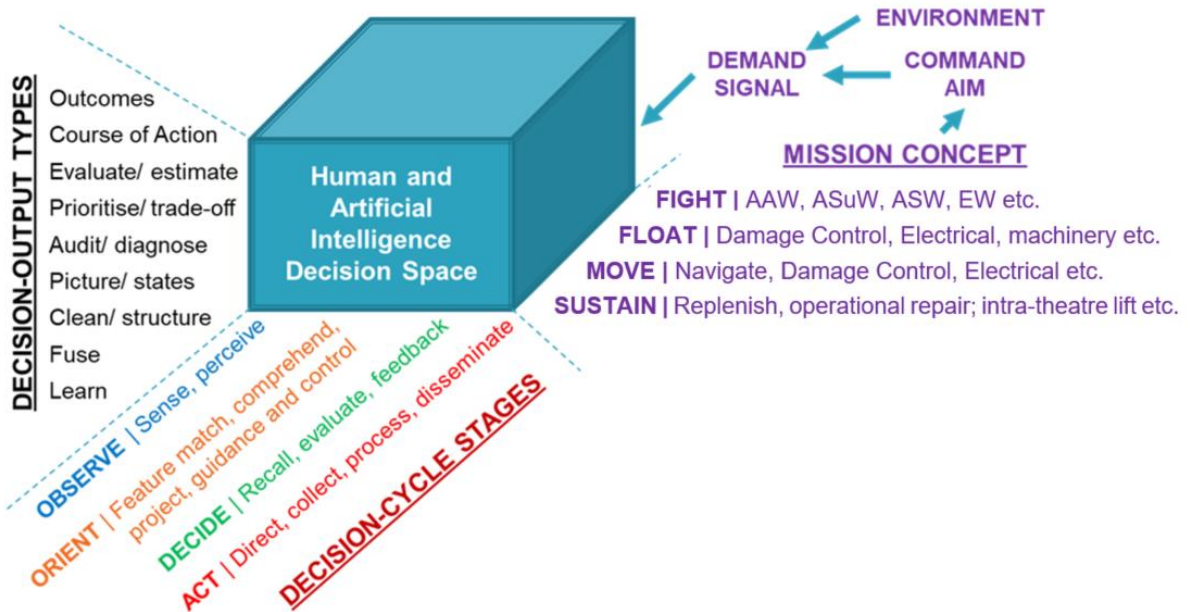 DECISION-OUTPUT TYPES
Outcomes
Course of Action
Evaluate/ estimate
Prioritise/ trade-off
Audit/ diagnose
Picture/ states
Clean/ structure
Fuse
Learn
Human and
Artificial
Intelligence
Decision Space
ENVIRONMENT
DEMAND
SIGNAL
COMMAND
AIM
MISSION CONCEPT
FIGHT | AAW, ASuW, ASW, EW etc.
FLOAT | Damage Control, Electrical, machinery etc.
MOVE | Navigate, Damage Control, Electrical etc.
SUSTAIN | Replenish, operational repair; intra-theatre lift etc.
OBSERVE | Sense, perceive
ORIENT | Feature match, comprehend,
project, guidance and control
DECIDE | Recall, evaluate, feedback
ACT | Direct, collect, process, disseminate
DECISION-CYCLE STAGES